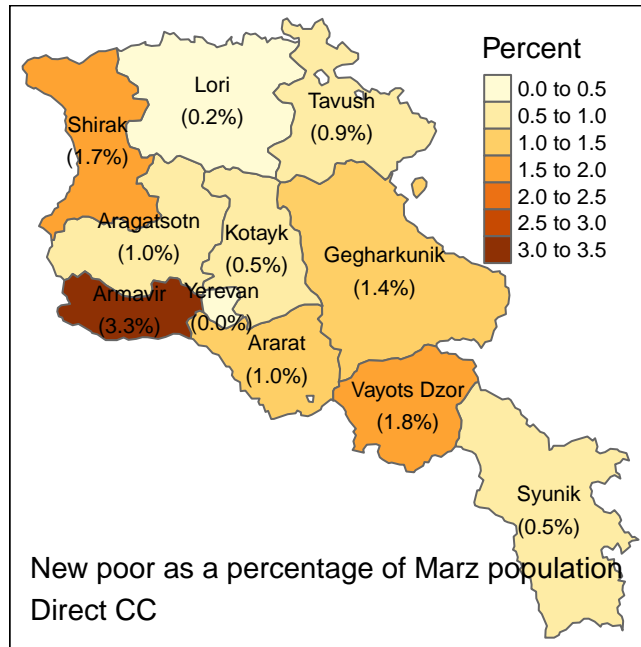 Percent
0.0 to 0.5
0.5 to 1.0
1.0 to 1.5
1.5 to 2.0
2.0 to 2.5
2.5 to 3.0
3.0 to 3.5
Lori
(0.2%)
Tavush
(0.9%)
Shirak
(1.7%)
Aragatsotn
(1.0%)
Kotayk
(0.5%)
Gegharkunik
(1.4%)
Armavir
(3.3%)
Yerevan
(0.0%)
Ararat
(1.0%)
Vayots Dzor
(1.8%)
Syunik
(0.5%)
New poor as a percentage of Marz population
Direct CC